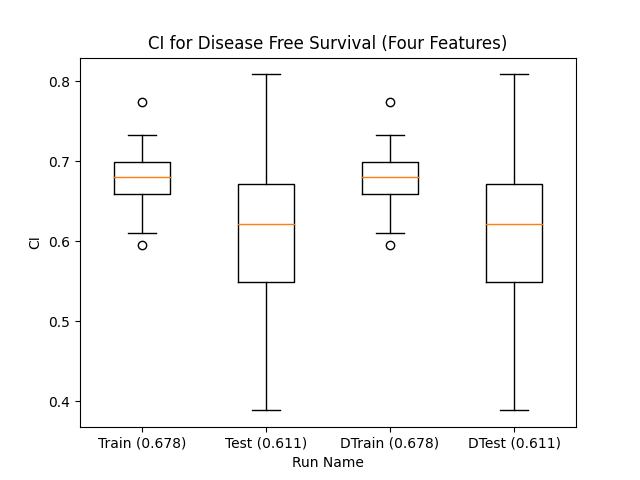 CI for Disease Free Survival (Four Features)
0.8
0.7
0.6
0.5
0.4
CI
Train (0.678)
Test (0.611)
DTrain (0.678)
DTest (0.611)
Run Name